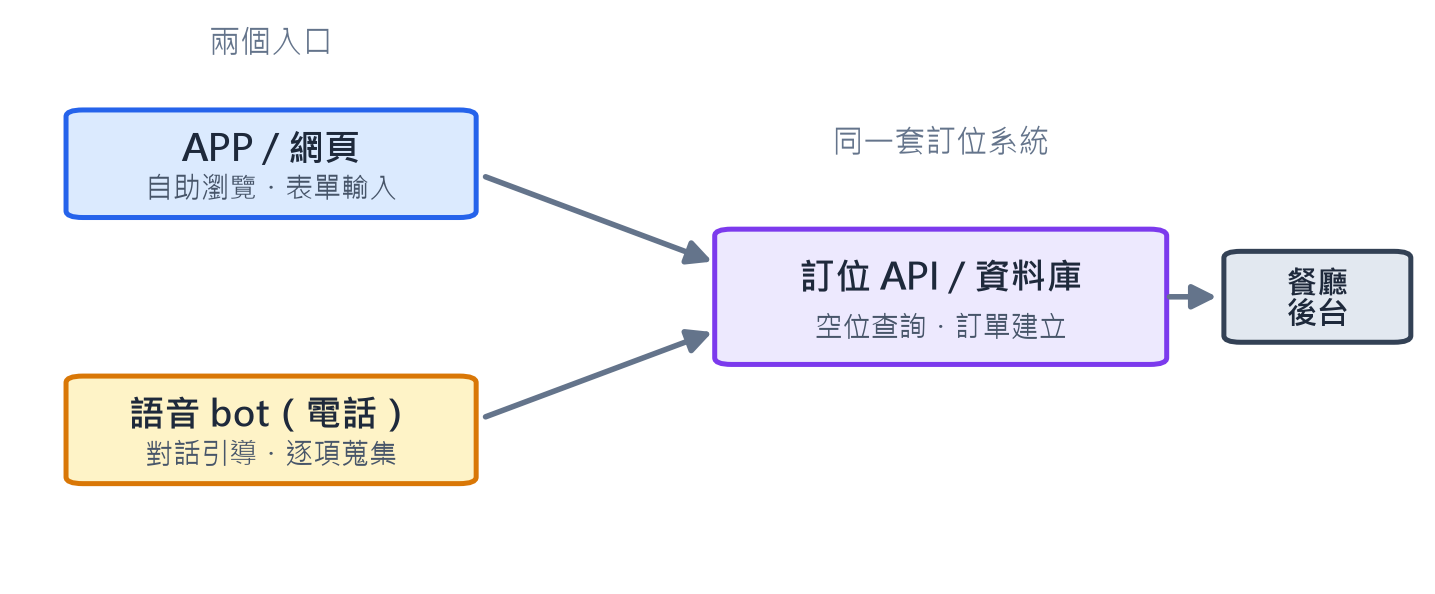 兩個入口
APP / 網頁
自助瀏覽 · 表單輸入
同一套訂位系統
訂位 API / 資料庫
空位查詢 · 訂單建立
餐廳
後台
語音 bot ( 電話 )
對話引導 · 逐項蒐集